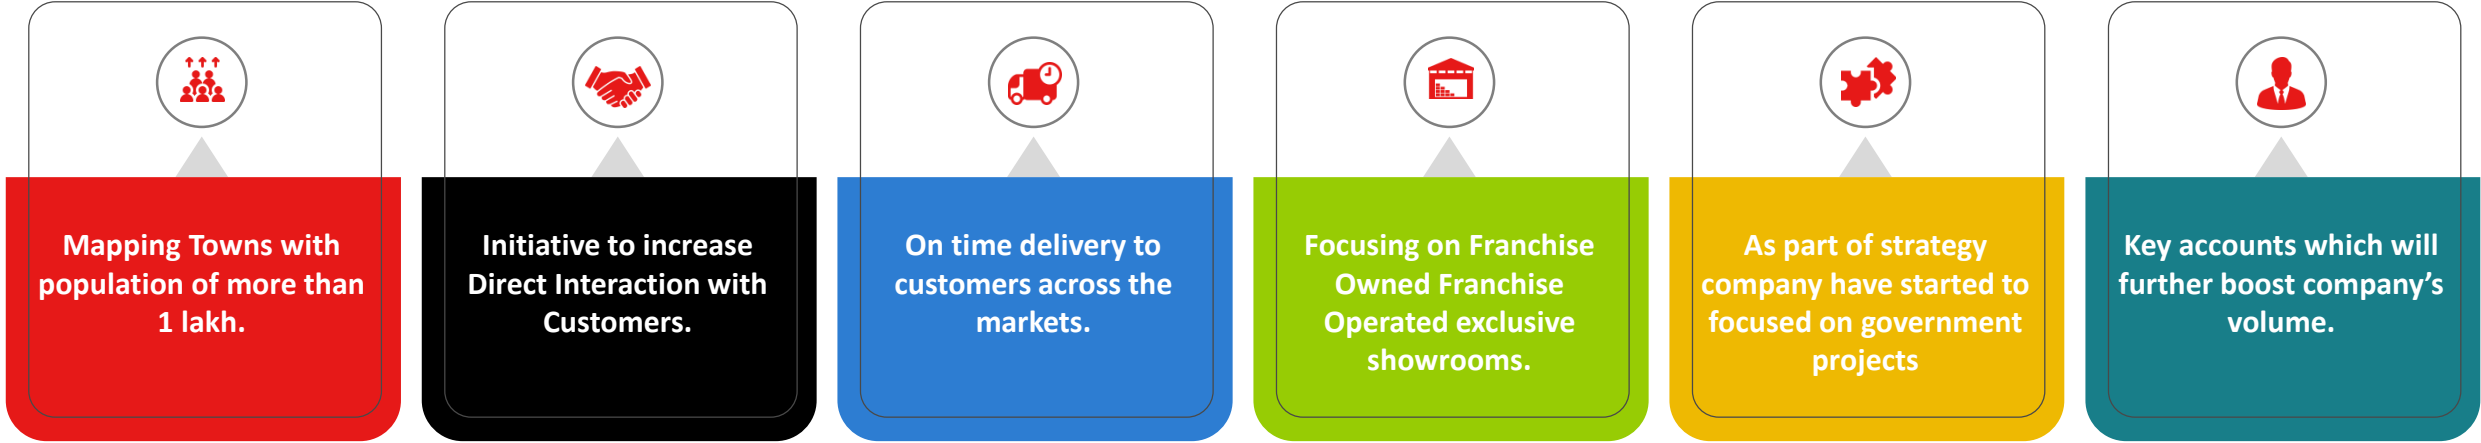 Mapping Towns with
population of more than
1 lakh.
Initiative to increase
Direct Interaction with
Customers.
On time delivery to
customers across the
markets.
Focusing on Franchise
Owned Franchise
Operated exclusive
showrooms.
As part of strategy
company have started to
focused on government
projects
Key accounts which will
further boost company’s
volume.